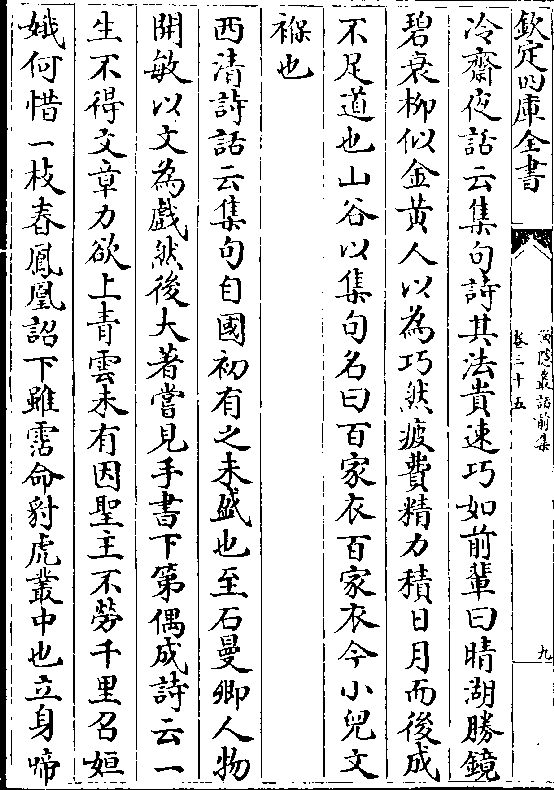 欽定四庫全書
漁隱叢話前集
卷三十五
九
冷齋夜話云集句詩其法貴速巧如前輩曰晴湖勝鏡
碧衰柳似金黄人以為巧然疲費精力積日月而後成
不足道也山谷以集句名曰百家衣百家衣今小兒文
褓也
西清詩話云集句自國初有之未盛也至石曼卿人物
開敏以文為戲然後大著嘗見手書下第偶成詩云一
生不得文章力欲上青雲未有因聖主不勞千里召姮
娥何惜一枝春鳳凰詔下雖霑命豺虎叢中也立身啼